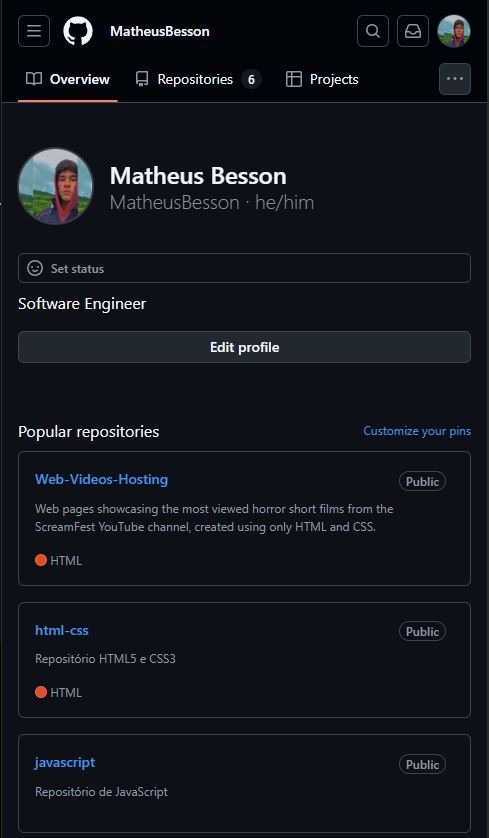 MatheusBesson
Overview
Repositories 6
Projects
Matheus Besson
MatheusBesson · he/him
Set status
Software Engineer
Edit profile
Popular repositories
Customize your pins
Web-Videos-Hosting
Public
Web pages showcasing the most viewed horror short films from the
ScreamFest YouTube channel, created using only HTML and CSS.
HTML
html-css
Public
Repositório HTML5 e CSS3
HTML
javascript
Public
Repositório de JavaScript